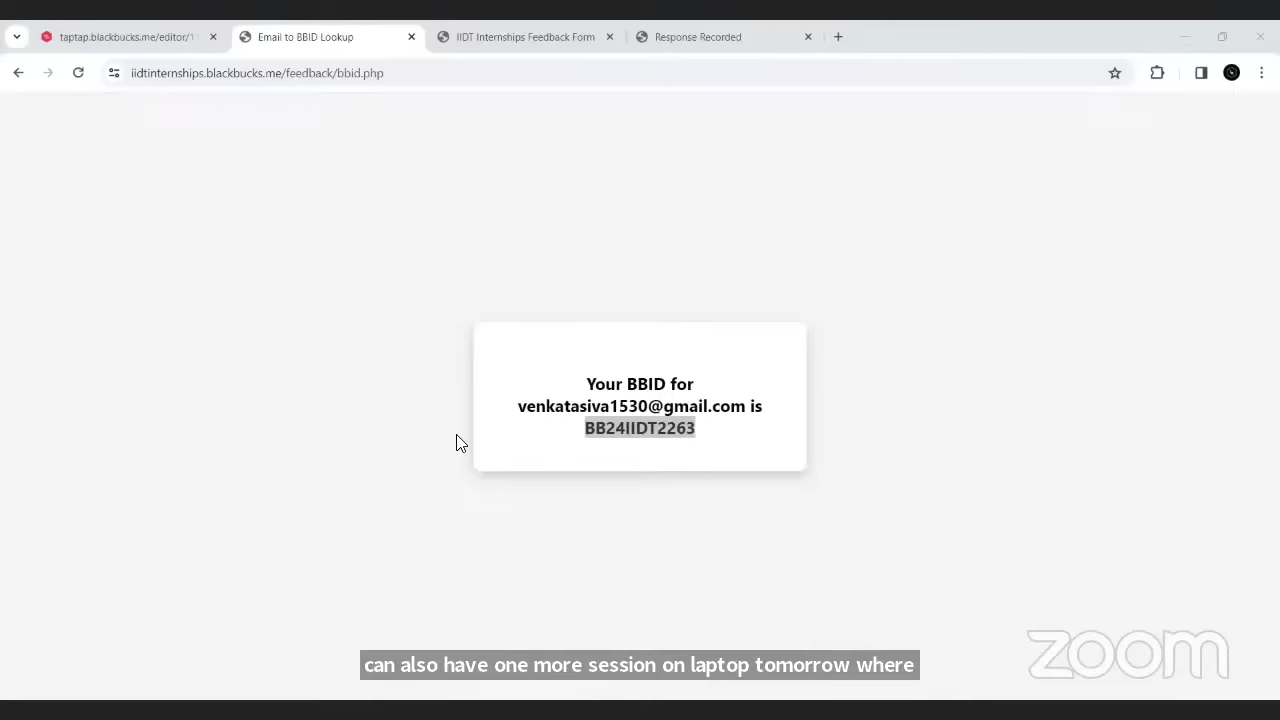 taptap.blackbucks.me/editor/1
Email to BBID Lookup
IIDT Internships Feedback Form
Response Recorded
iidtinternships.blackbucks.me/feedback/bbid.php
Your BBID for
venkatasiva1530@gmail.com is
BB24IIDT2263
can also have one more session on laptop tomorrow where
zoom